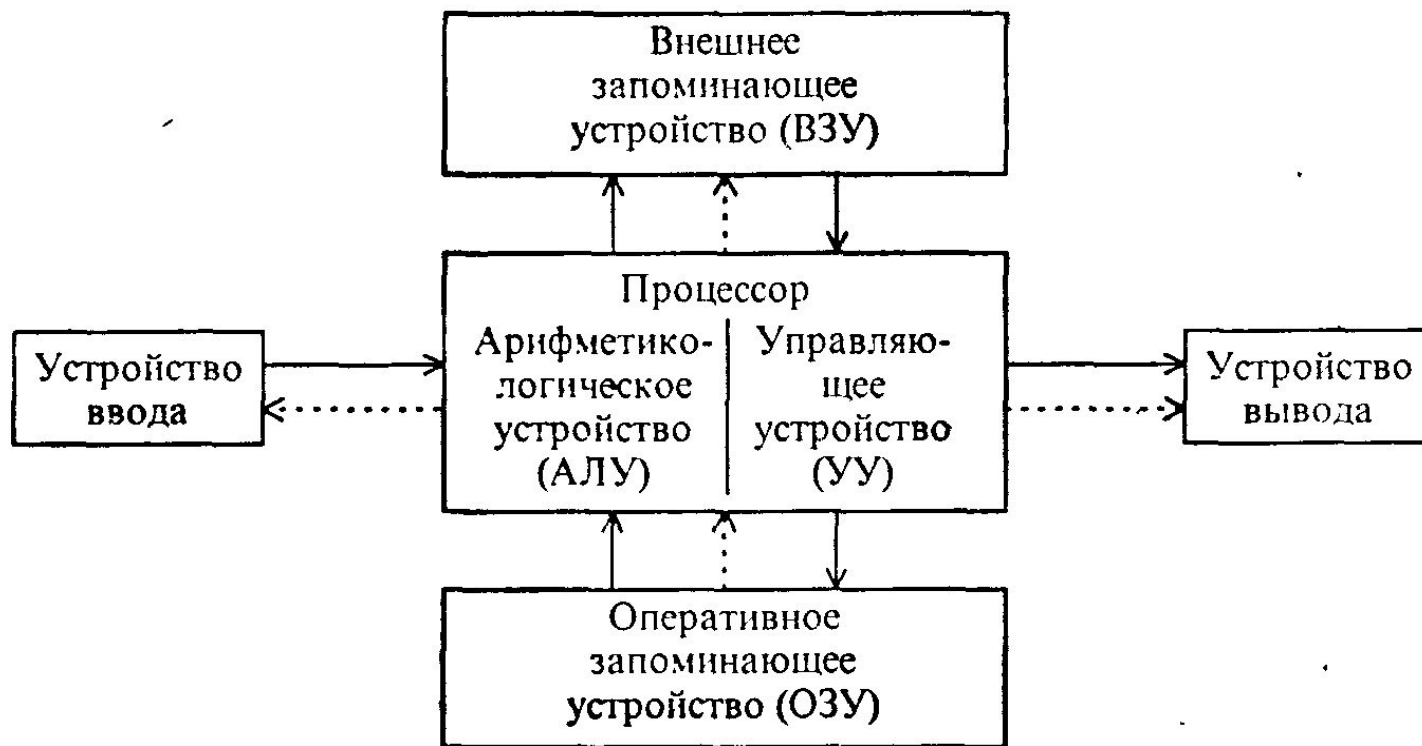 Внешнее
запоминающее
устройство (ВЗУ)
Процессор
Арифметико-
логическое
устройство
(АЛУ)
Управляю-
щее
устройство
(УУ)
Устройство
ввода
Устройство
вывода
Оперативное
запоминающее
устройство (ОЗУ)